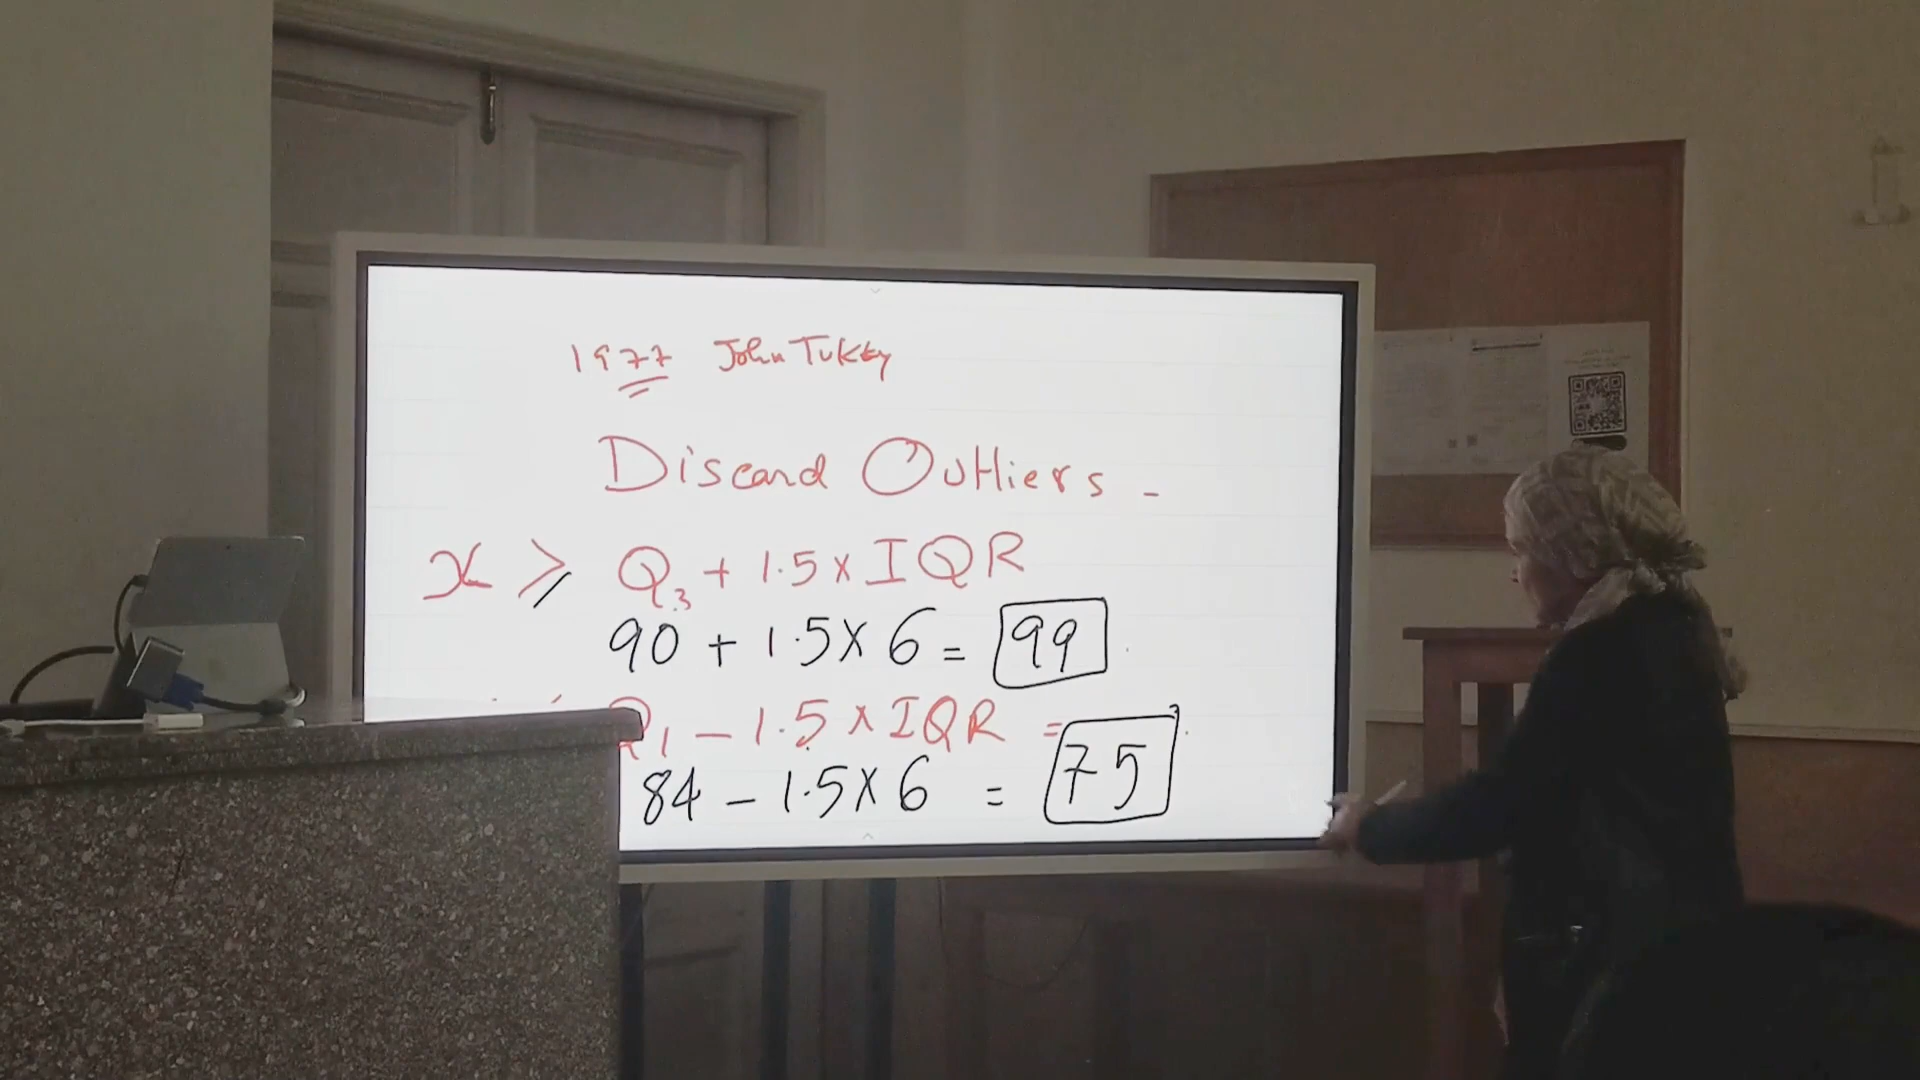 1977 John Tukey
Discard Outliers -
x ≥ Q3 + 1.5 x IQR
90 + 1.5 x 6 = 99
Q1 - 1.5 x IQR =
84 - 1.5 x 6 = 75